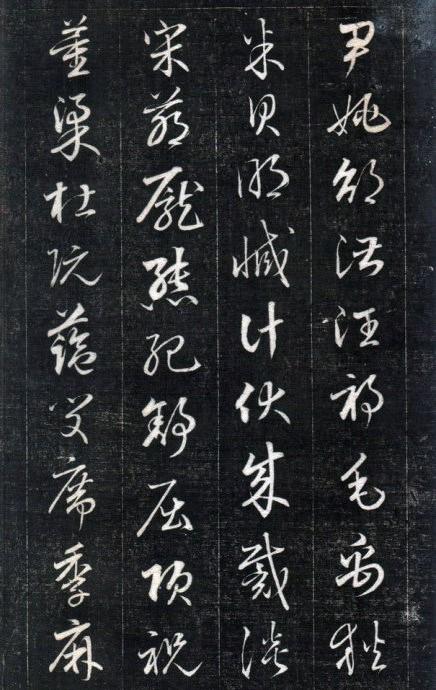 尹姚邵湛汪祁毛禹狄
米貝明臧計伏成戴談
宋茅龐熊紀舒屈項祝
董梁杜阮藍閔席季麻